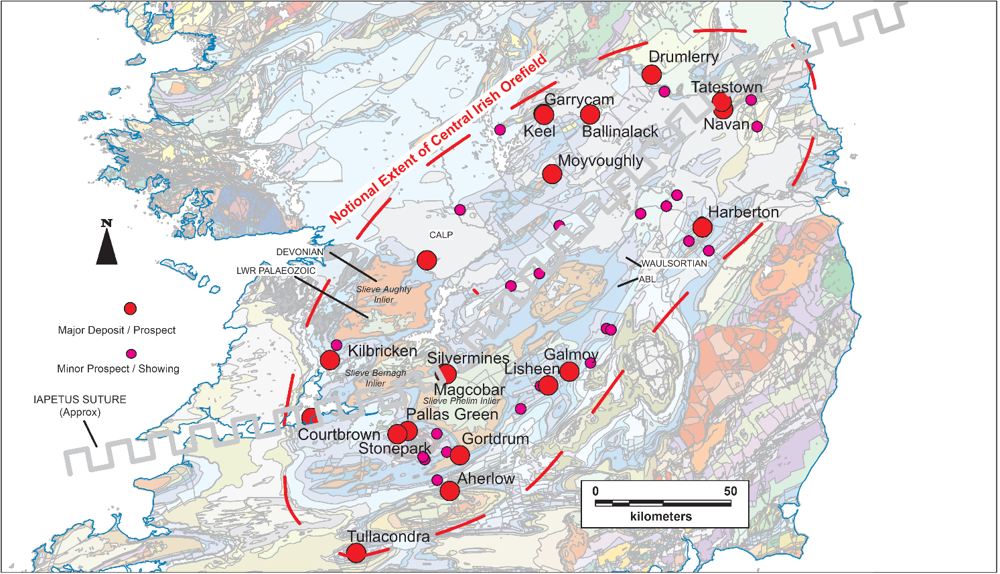 Notional Extent of Central Irish Orefield
Drumlerry
Tatestown
Garrycam
Keel
Ballinalack
Navan
Moyvoughly
Harberton
CALP
DEVONIAN
LWR PALAEOZOIC
WAULSORTIAN
ABL
Slieve Aughty
Inlier
N
Major Deposit / Prospect
Minor Prospect / Showing
IAPETUS SUTURE
(Approx)
Kilbricken
Slieve Bernagh
Inlier
Silvermines
Magcobar
Slieve Phelim Inlier
Galmoy
Lisheen
Pallas Green
Courtbrown
Stonepark
Gortdrum
Aherlow
Tullacondra
0
50
kilometers